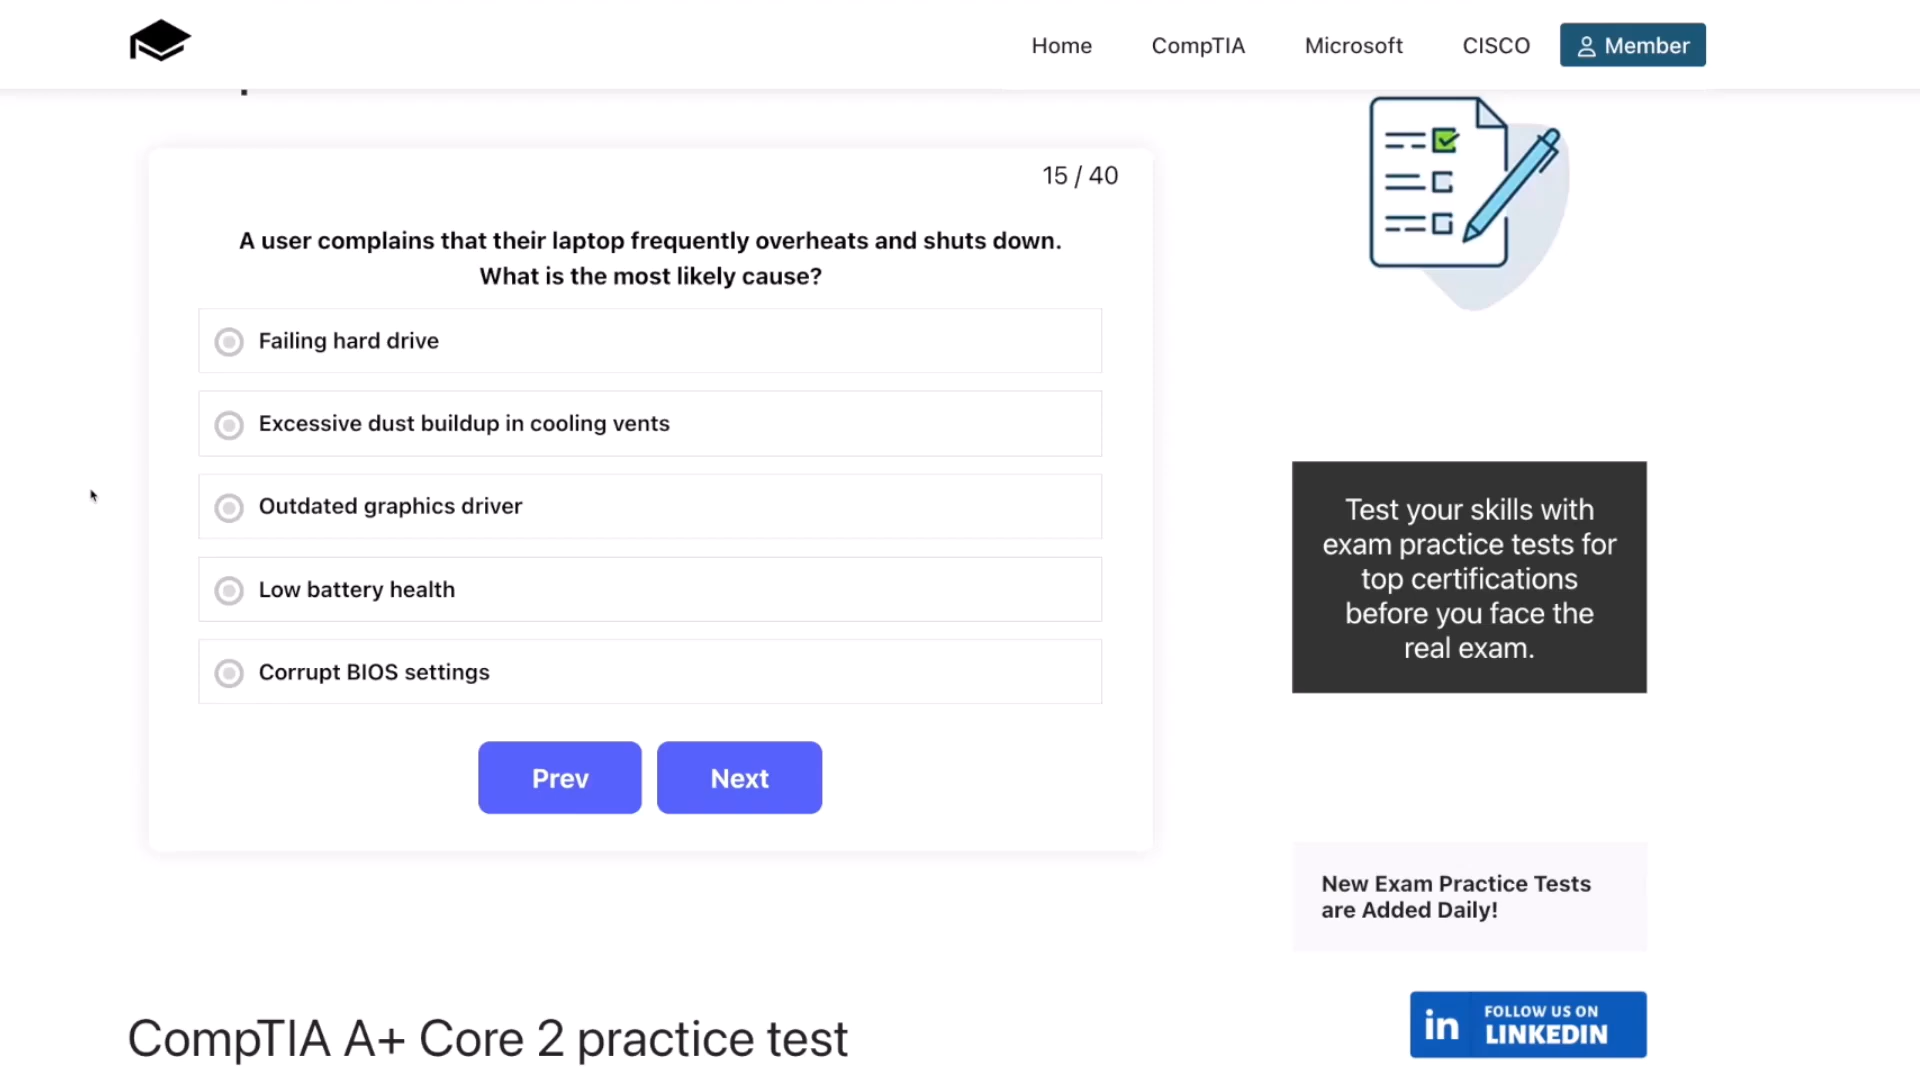 Home CompTIA Microsoft CISCO Member
15 / 40
A user complains that their laptop frequently overheats and shuts down.
What is the most likely cause?
Failing hard drive
Excessive dust buildup in cooling vents
Outdated graphics driver
Low battery health
Corrupt BIOS settings
Prev Next
Test your skills with
exam practice tests for
top certifications
before you face the
real exam.
New Exam Practice Tests
are Added Daily!
in FOLLOW US ON
LINKEDIN
CompTIA A+ Core 2 practice test